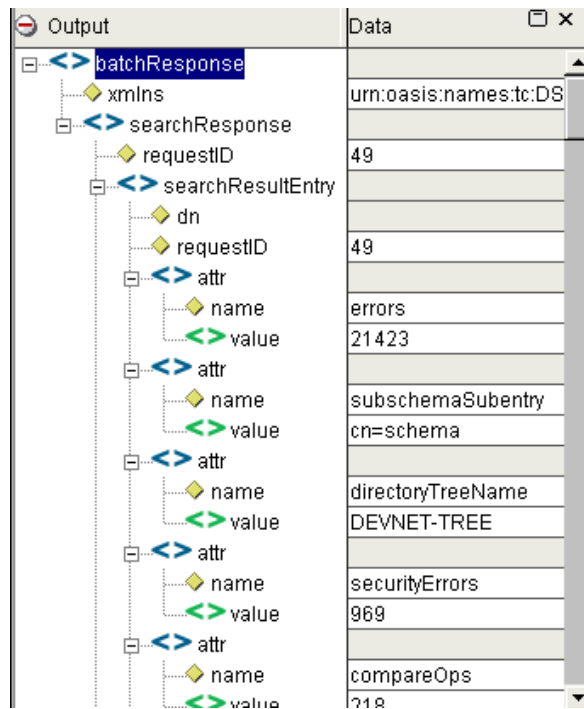 Output Data
batchResponse
xmlns urn:oasis:names:tc:DS
searchResponse
requestID 49
searchResultEntry
dn
requestID 49
attr
name errors
value 21423
attr
name subschemaSubentry
value cn=schema
attr
name directoryTreeName
value DEVNET-TREE
attr
name securityErrors
value 969
attr
name compareOps
value 218